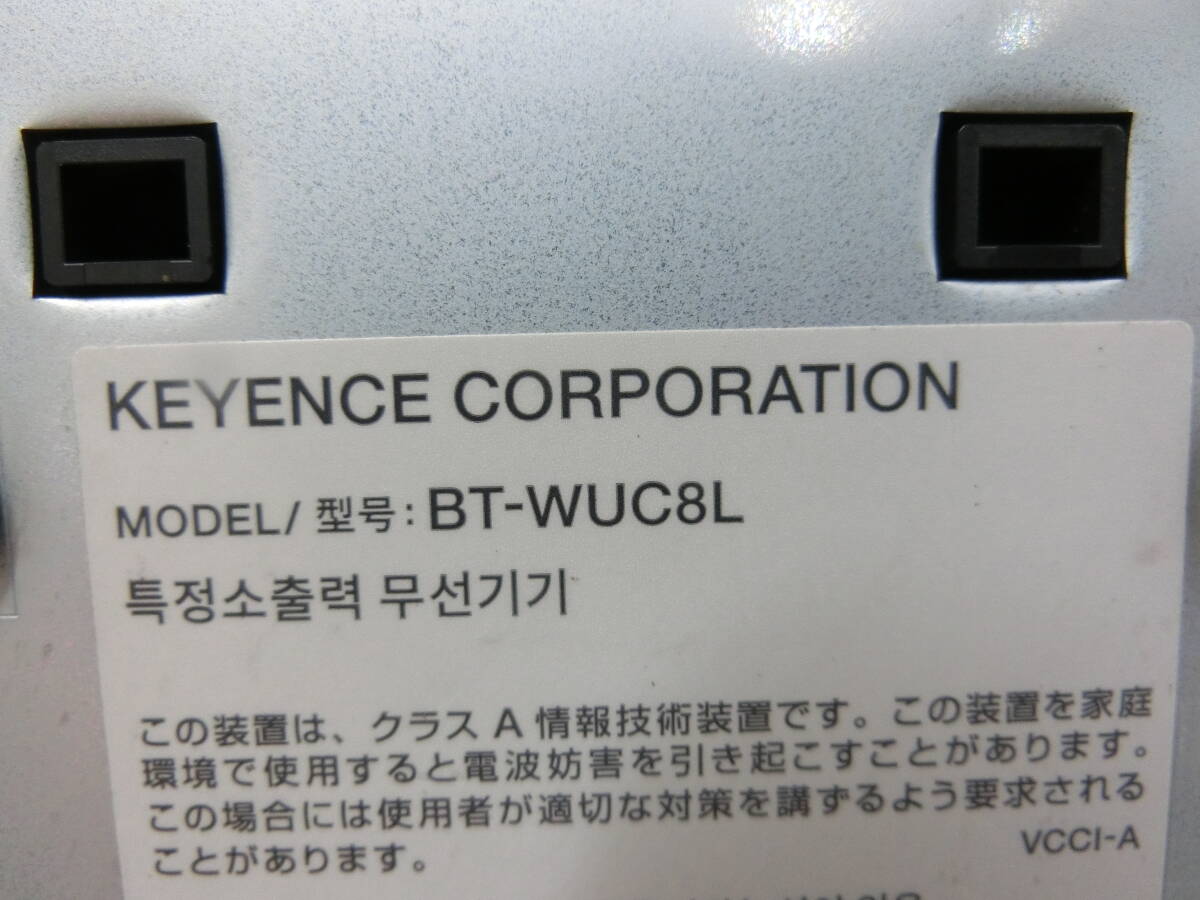 KEYENCE CORPORATION
MODEL/ 型号: BT-WUC8L
특정소출력 무선기기
この装置は、クラス A 情報技術装置です。この装置を家庭
環境で使用すると電波妨害を引き起こすことがあります。
この場合には使用者が適切な対策を講ずるよう要求される
ことがあります。
VCCI-A